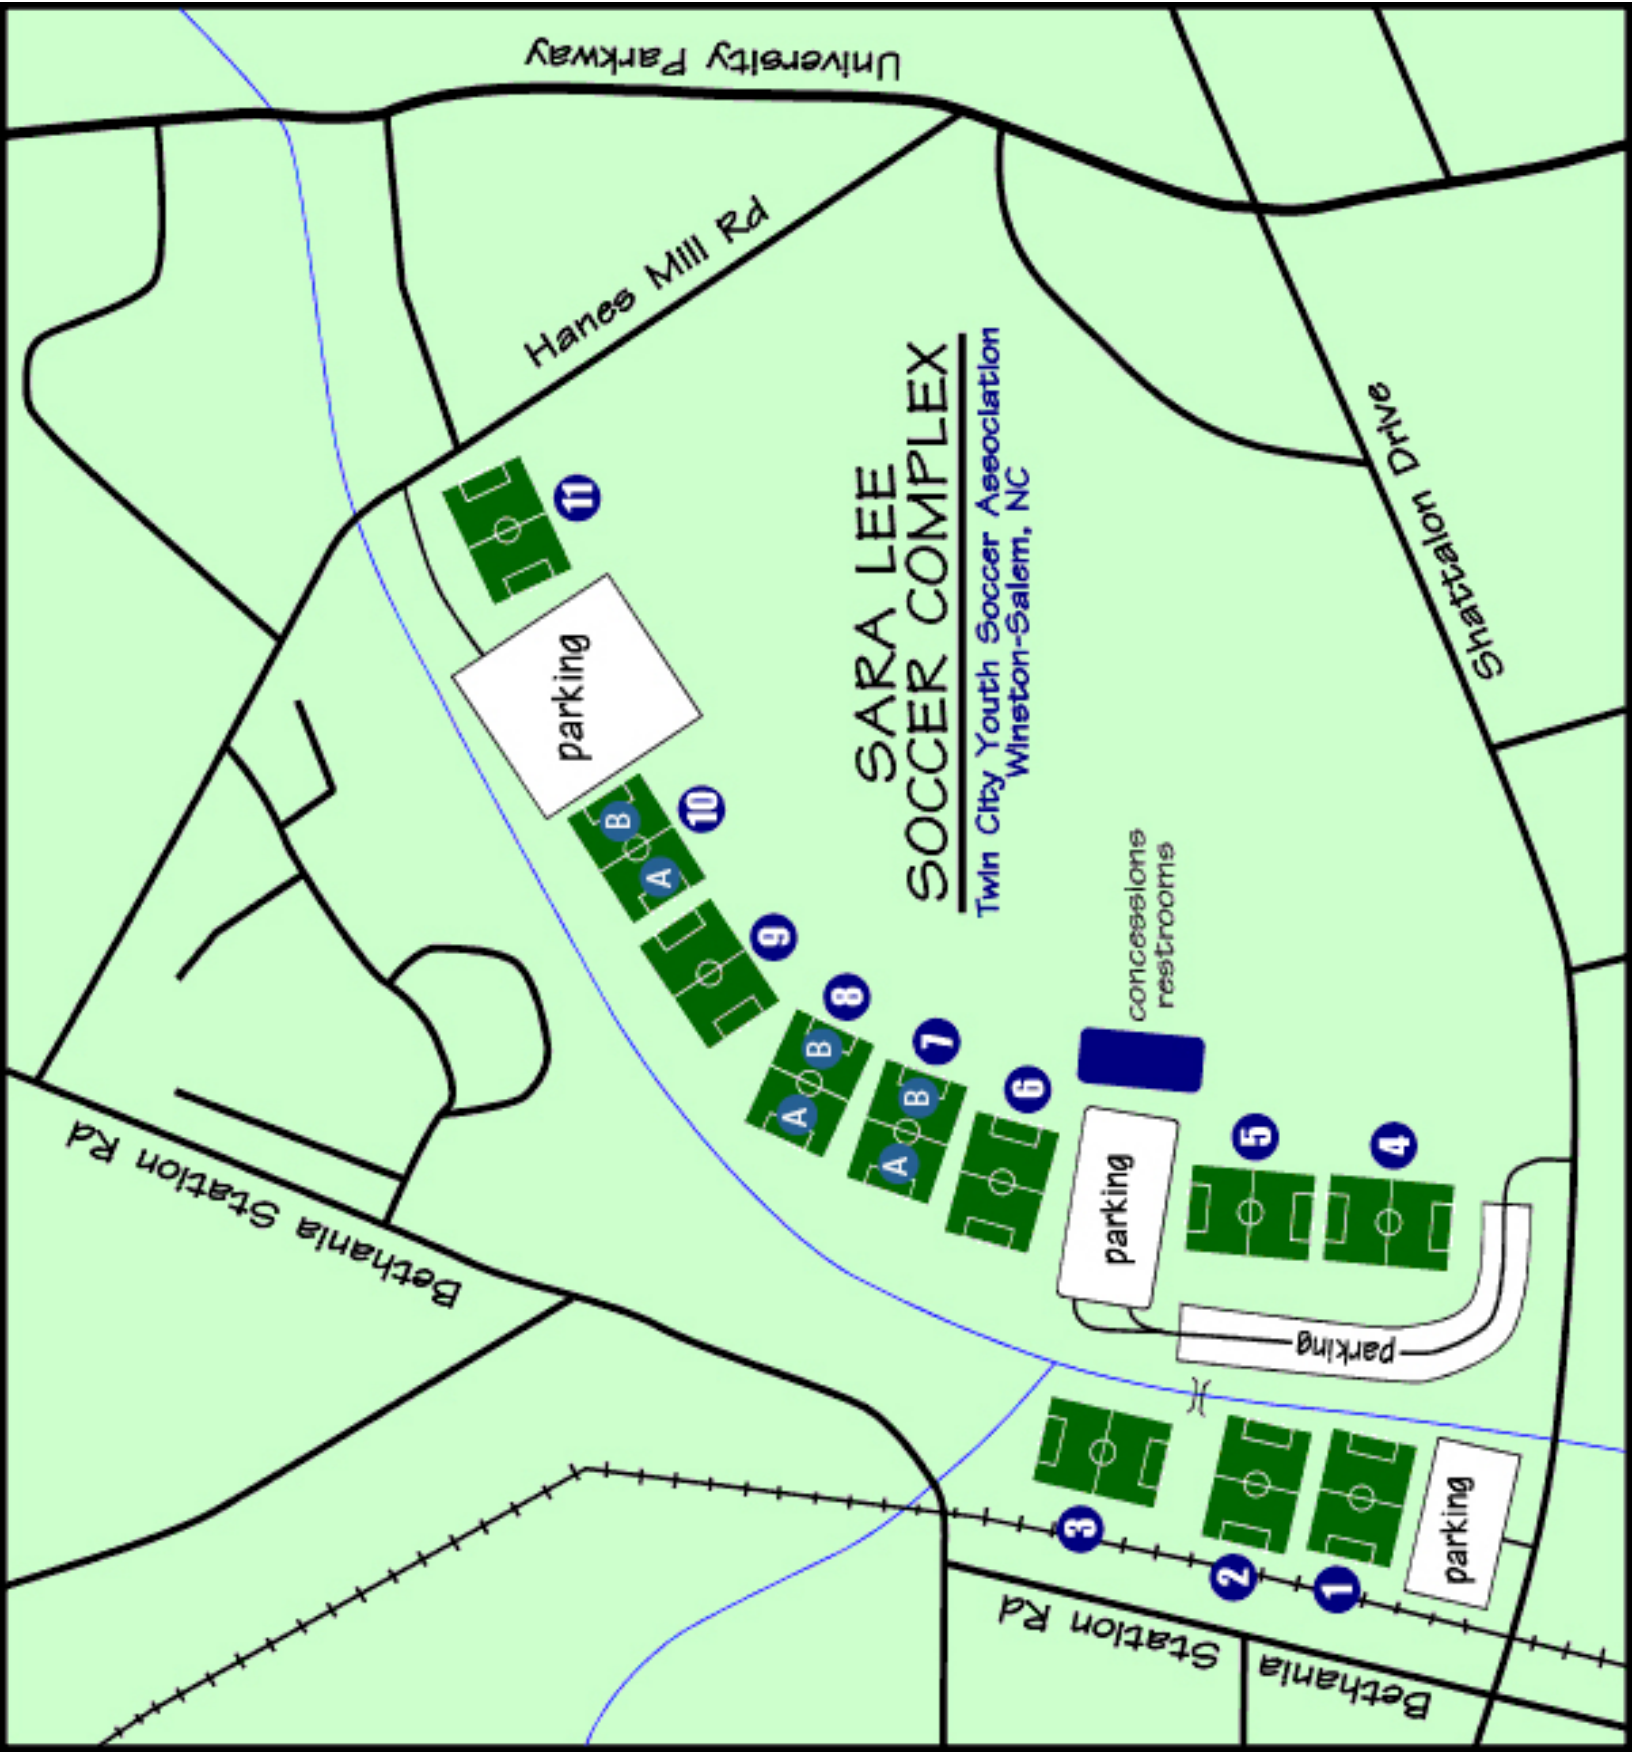 SARA LEE
SOCCER COMPLEX
Twin City Youth Soccer Association
Winston-Salem, NC
University Parkway
Hanes Mill Rd
Shattalon Drive
Bethania Station Rd
Bethania Station Rd
concessions
restrooms
parking
parking
parking
parking
1
2
3
4
5
6
7
A
B
8
A
B
9
10
A
B
11